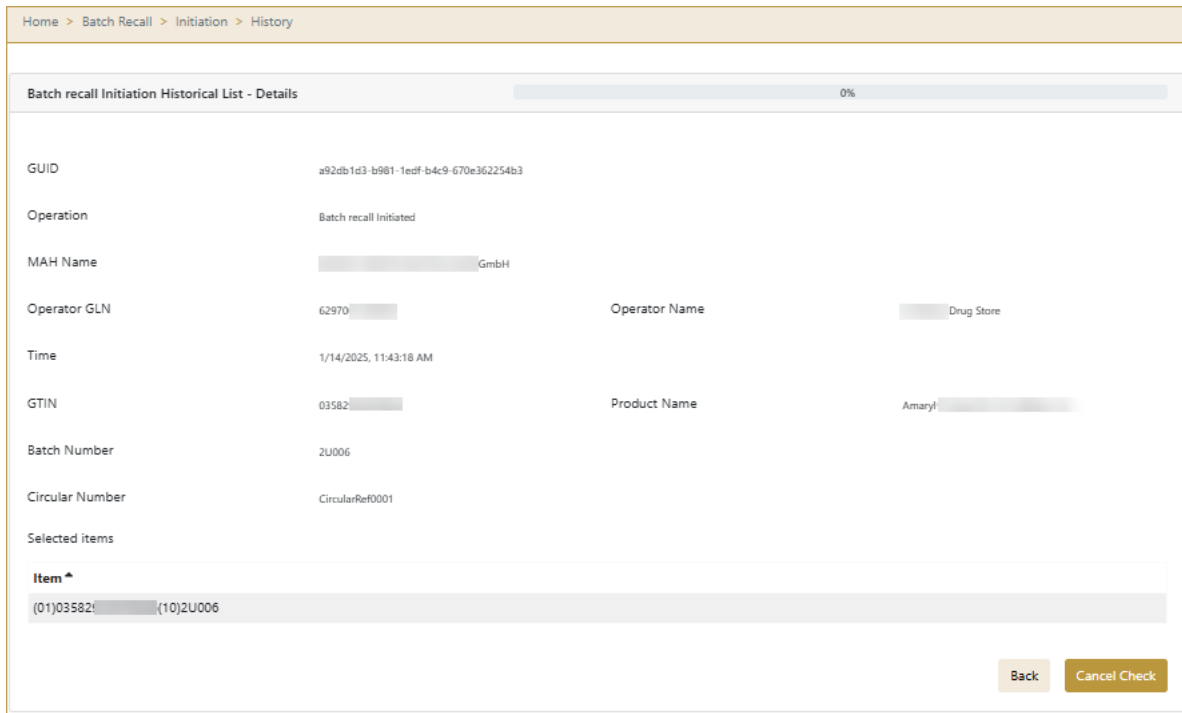 Home > Batch Recall > Initiation > History
Batch recall Initiation Historical List - Details 0%
GUID a92db1d3-b981-1edf-b4c9-670e362254b3
Operation Batch recall Initiated
MAH Name GmbH
Operator GLN 62970 Operator Name Drug Store
Time 1/14/2025, 11:43:18 AM
GTIN 03582 Product Name Amaryl
Batch Number 2U006
Circular Number CircularRef0001
Selected items
Item
(01)03582 (10)2U006
Back Cancel Check